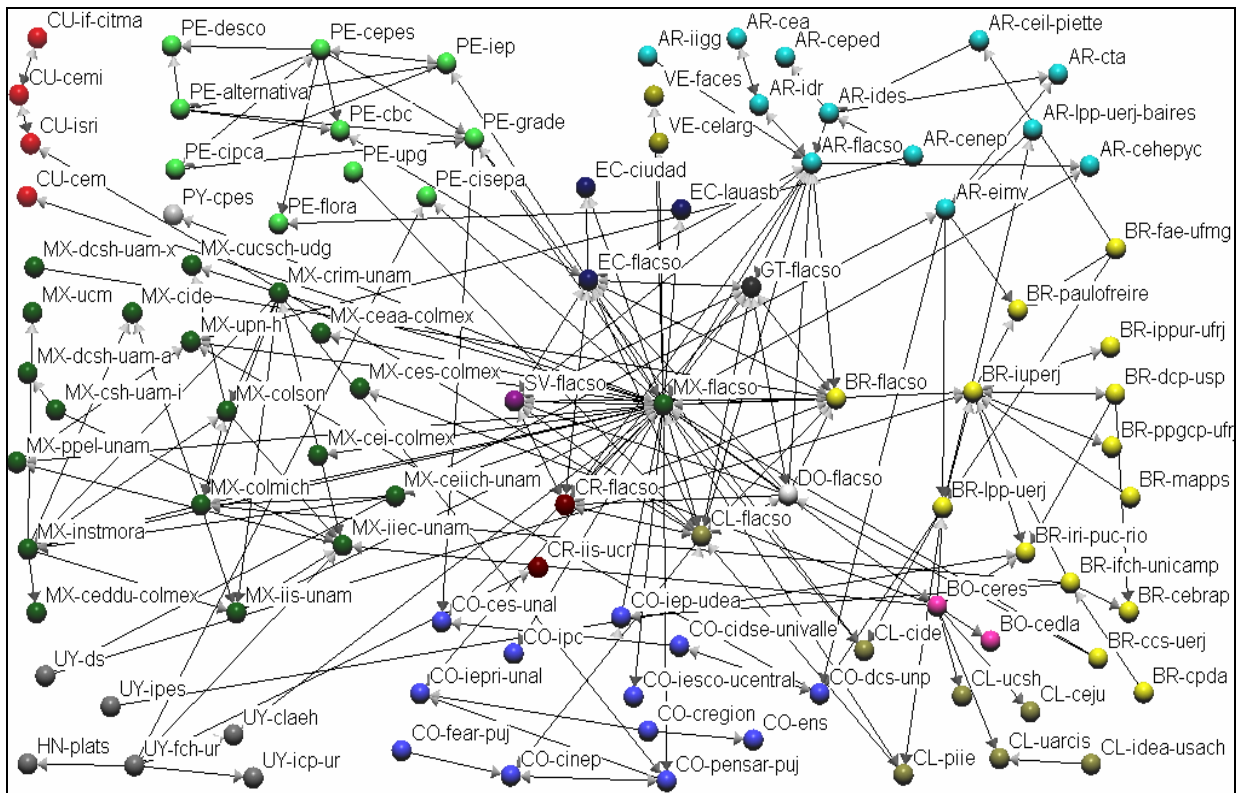 CU-if-citma
PE-desco
PE-cepes
PE-iep
AR-cea
AR-ceil-piette
AR-iigg
AR-ceped
AR-cta
CU-cemi
PE-alternativa
VE-faces
AR-idr
AR-ides
AR-lpp-uerj-baires
CU-isri
PE-cbc
PE-grade
VE-celarg
AR-cenep
AR-cehepyc
PE-cipca
PE-upg
AR-flacso
EC-ciudad
CU-cem
PY-cpes
PE-cisepa
EC-lauasb
AR-eimv
PE-flora
BR-fae-ufmg
MX-dcsh-uam-x
MX-cucsch-udg
MX-crim-unam
EC-flacso
GT-flacso
MX-ucm
MX-cide
MX-ceaa-colmex
BR-paulofreire
MX-upn-h
BR-ippur-ufrj
MX-dcsh-uam-a
MX-ces-colmex
SV-flacso
MX-flacso
BR-flacso
BR-iuperj
BR-dcp-usp
MX-csh-uam-i
MX-colson
MX-ppel-unam
MX-cei-colmex
BR-ppgcp-ufrj
MX-colmich
MX-ceiich-unam
CR-flacso
DO-flacso
BR-lpp-uerj
BR-mapps
MX-instmora
MX-iiec-unam
CL-flacso
BR-iri-puc-rio
CR-iis-ucr
BR-ifch-unicamp
MX-ceddu-colmex
MX-iis-unam
CO-ces-unal
CO-iep-udea
BO-ceres
BR-cebrap
CO-ipc
CO-cidse-univalle
CL-cide
BO-cedla
BR-ccs-uerj
UY-ds
UY-ipes
CO-iepri-unal
CO-iesco-ucentral
CO-dcs-unp
CL-ucsh
CL-ceju
BR-cpda
UY-claeh
CO-cregion
CO-ens
HN-plats
UY-fch-ur
UY-icp-ur
CO-fear-puj
CO-cinep
CO-pensar-puj
CL-piie
CL-uarcis
CL-idea-usach